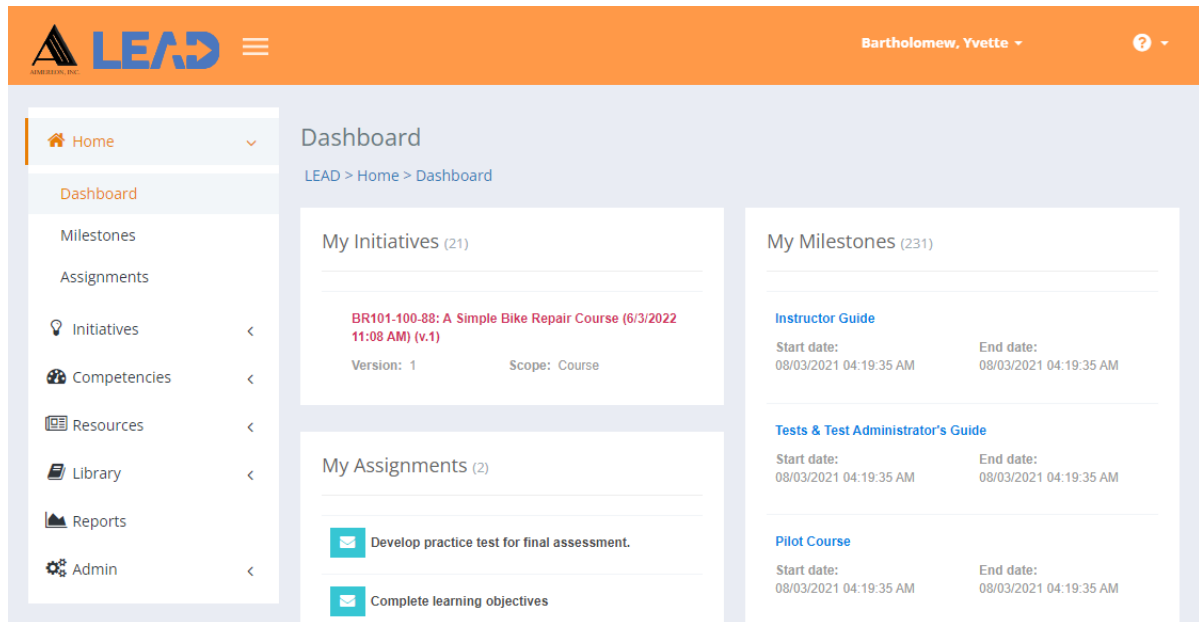 AIMEREON, INC.
LEAD
Bartholomew, Yvette
?
Home
Dashboard
Milestones
Assignments
Initiatives
Competencies
Resources
Library
Reports
Admin
Dashboard
LEAD > Home > Dashboard
My Initiatives (21)
BR101-100-88: A Simple Bike Repair Course (6/3/2022
11:08 AM) (v.1)
Version: 1 Scope: Course
My Assignments (2)
Develop practice test for final assessment.
Complete learning objectives
My Milestones (231)
Instructor Guide
Start date: End date:
08/03/2021 04:19:35 AM 08/03/2021 04:19:35 AM
Tests & Test Administrator's Guide
Start date: End date:
08/03/2021 04:19:35 AM 08/03/2021 04:19:35 AM
Pilot Course
Start date: End date:
08/03/2021 04:19:35 AM 08/03/2021 04:19:35 AM